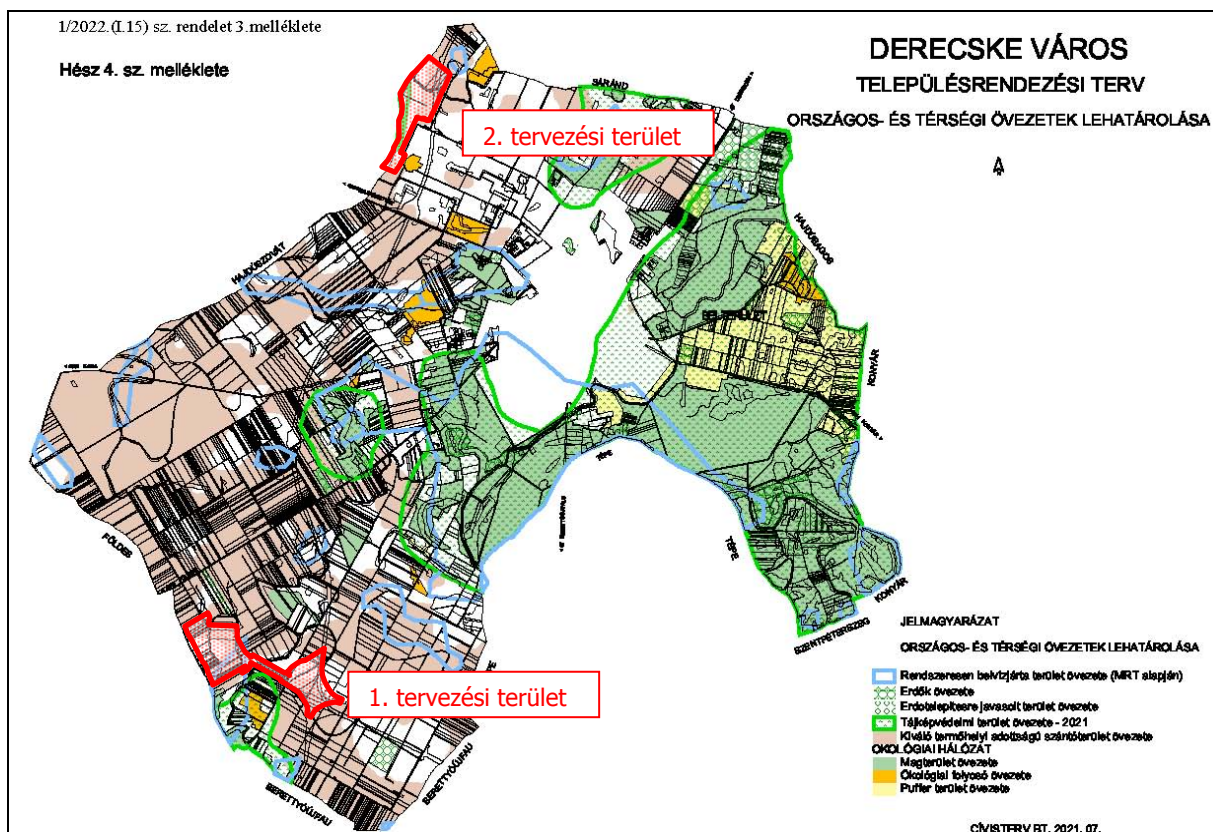 1/2022.(I.15) sz. rendelet 3.melléklete
Hész 4. sz. melléklete
DERECSKE VÁROS
TELEPÜLÉSRENDEZÉSI TERV
ORSZÁGOS- ÉS TÉRSÉGI ÖVEZETEK LEHATÁROLÁSA
SÁRÁND
2. tervezési terület
HAJDÚBAGOS
HAJDÚSZOVÁT
BELTERÜLET
KONYÁR
TÉPE
FÖLDES
TÉPE
KONYÁR
SZENTPÉTERSZEG
1. tervezési terület
BERETTYÓÚJFALU
BERETTYÓÚJFALU
JELMAGYARÁZAT
ORSZÁGOS- ÉS TÉRSÉGI ÖVEZETEK LEHATÁROLÁSA
Rendszeresen belvízjárta terület övezete (MRT alapján)
Erdők övezete
Erdotelepítesre javasolt terület övezete
Tájképvédelmi terület övezete - 2021
Kiváló termőhelyi adottságú szántóterület övezete
ÖKOLÓGIAI HÁLÓZAT
Magterület övezete
Ökológiai folyosó övezete
Puffer terület övezete
CÍVISTERV BT. 2021. 07.